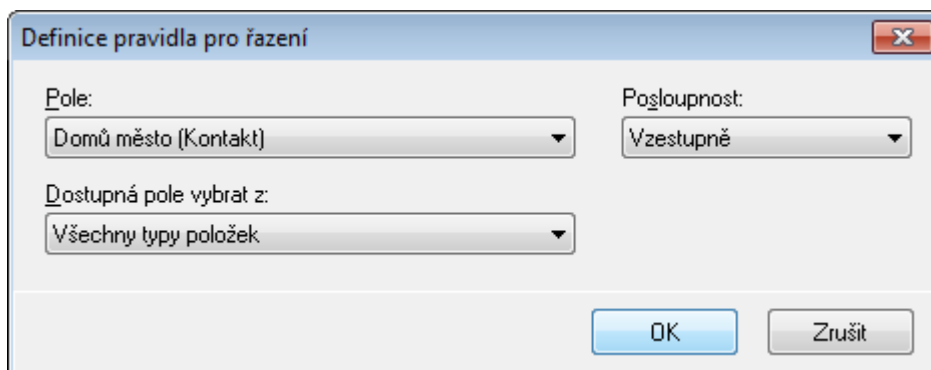 Definice pravidla pro řazení
Pole:
Posloupnost:
Domů město (Kontakt)
Vzestupně
Dostupná pole vybrat z:
Všechny typy položek
OK
Zrušit